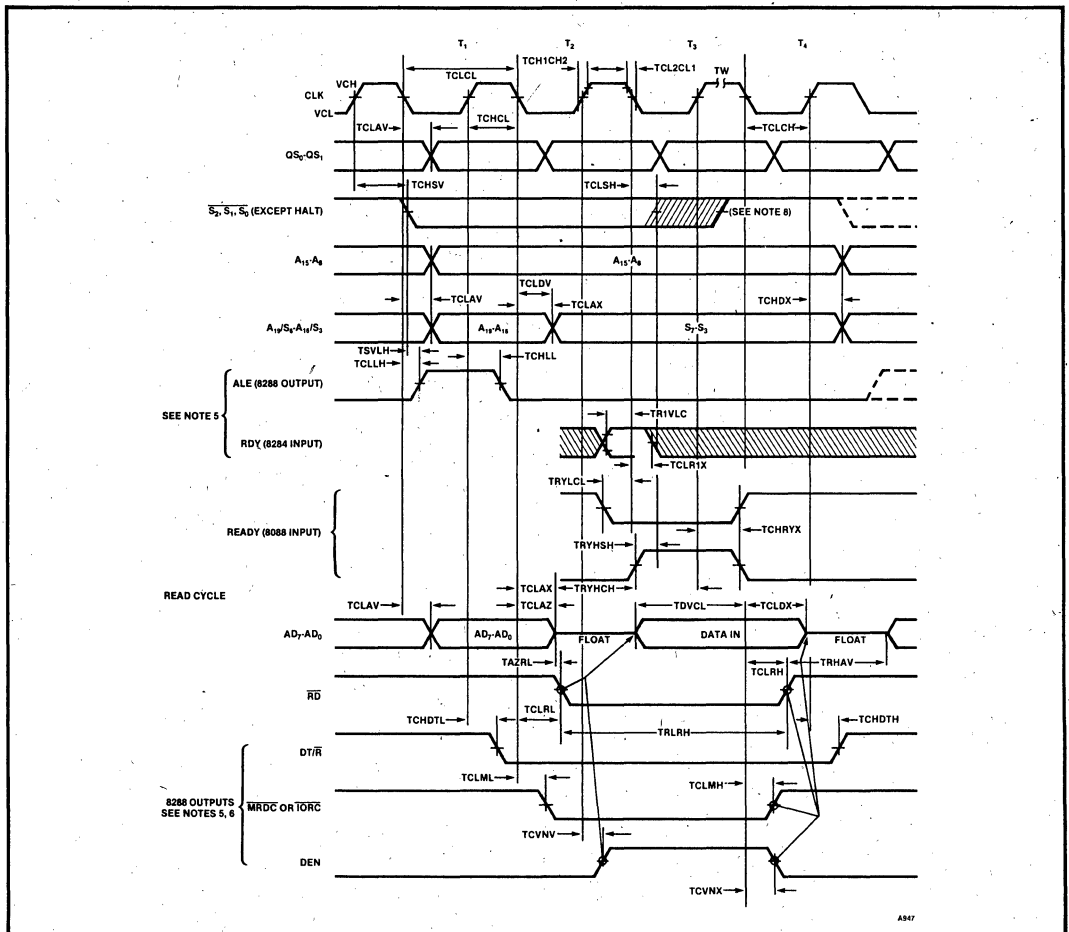 T1 T2 T3 T4
TCH1CH2
TCLCL
TCL2CL1
TW
VCH
CLK
VCL
TCLAV
TCHCL
TCLCH
QS0-QS1
TCHSV
TCLSH
S2, S1, S0 (EXCEPT HALT)
(SEE NOTE 8)
A15-A8
A15-A8
TCLDV
TCLAV
TCLAX
TCHDX
A19/S6-A16/S3
A19-A16
S7-S3
TSVLH
TCLLH
TCHLL
ALE (8288 OUTPUT)
SEE NOTE 5
TR1VLC
RDY (8284 INPUT)
TCLR1X
TRYLCL
READY (8088 INPUT)
TCHRYX
TRYHSH
TCLAX
TRYHCH
READ CYCLE
TCLAV
TCLAZ
TDVCL
TCLDX
AD7-AD0
AD7-AD0
FLOAT
DATA IN
FLOAT
TAZRL
TCLRH
TRHAV
RD
TCHDTL
TCLRL
TRLRH
TCHDTH
DT/R
TCLML
TCLMH
8288 OUTPUTS
SEE NOTES 5, 6
MRDC OR IORC
TCVNV
DEN
TCVNX
A947